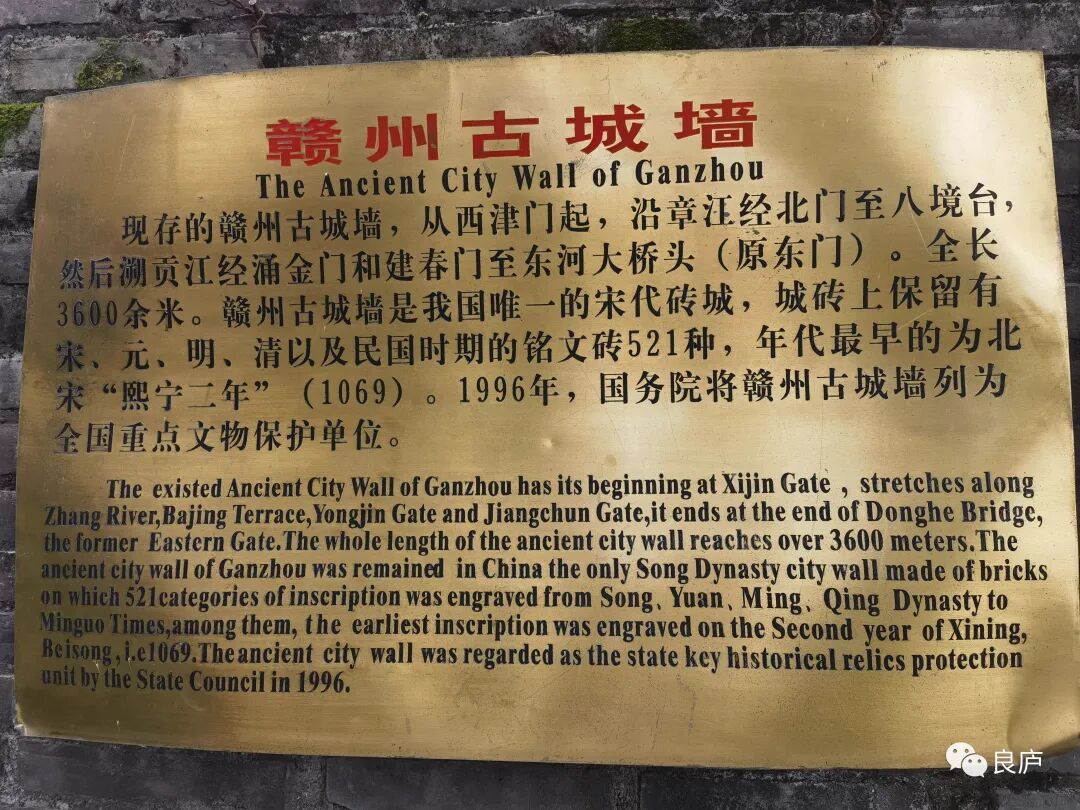 赣州古城墙
The Ancient City Wall of Ganzhou
现存的赣州古城墙，从西津门起，沿章江经北门至八境台，
然后溯贡江经涌金门和建春门至东河大桥头（原东门）。全长
3600余米。赣州古城墙是我国唯一的宋代砖城，城砖上保留有
宋、元、明、清以及民国时期的铭文砖521种，年代最早的为北
宋“熙宁二年”（1069）。1996年，国务院将赣州古城墙列为
全国重点文物保护单位。
The existed Ancient City Wall of Ganzhou has its beginning at Xijin Gate , stretches along
Zhang River,Bajing Terrace,Yongjin Gate and Jiangchun Gate,it ends at the end of Donghe Bridge,
the former Eastern Gate.The whole length of the ancient city wall reaches over 3600 meters.The
ancient city wall of Ganzhou was remained in China the only Song Dynasty city wall made of bricks
on which 521categories of inscription was engraved from Song、Yuan、Ming、Qing Dynasty to
Minguo Times,among them, the earliest inscription was engraved on the Second year of Xining,
Beisong,i.e1069.The ancient city wall was regarded as the state key historical relics protection
unit by the State Council in 1996.
良庐